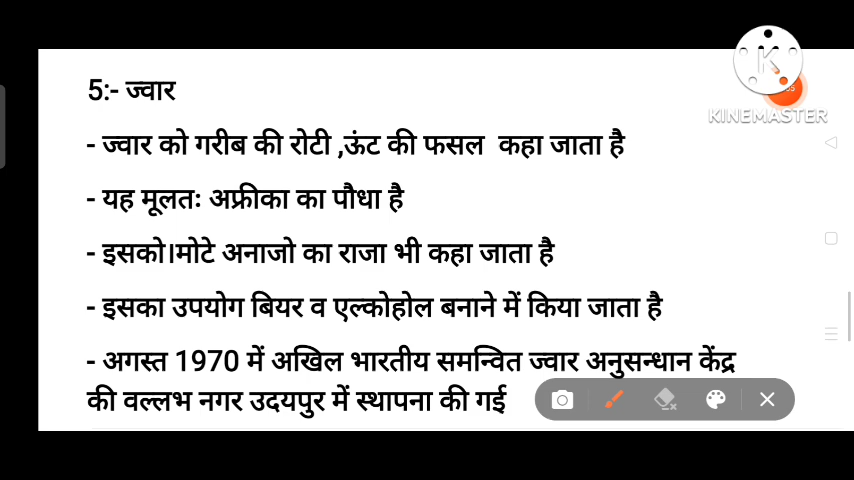 KINEMASTER
5:- ज्वार
- ज्वार को गरीब की रोटी ,ऊंट की फसल कहा जाता है
- यह मूलतः अफ्रीका का पौधा है
- इसको।मोटे अनाजो का राजा भी कहा जाता है
- इसका उपयोग बियर व एल्कोहोल बनाने में किया जाता है
- अगस्त 1970 में अखिल भारतीय समन्वित ज्वार अनुसन्धान केंद्र
की वल्लभ नगर उदयपुर में स्थापना की गई